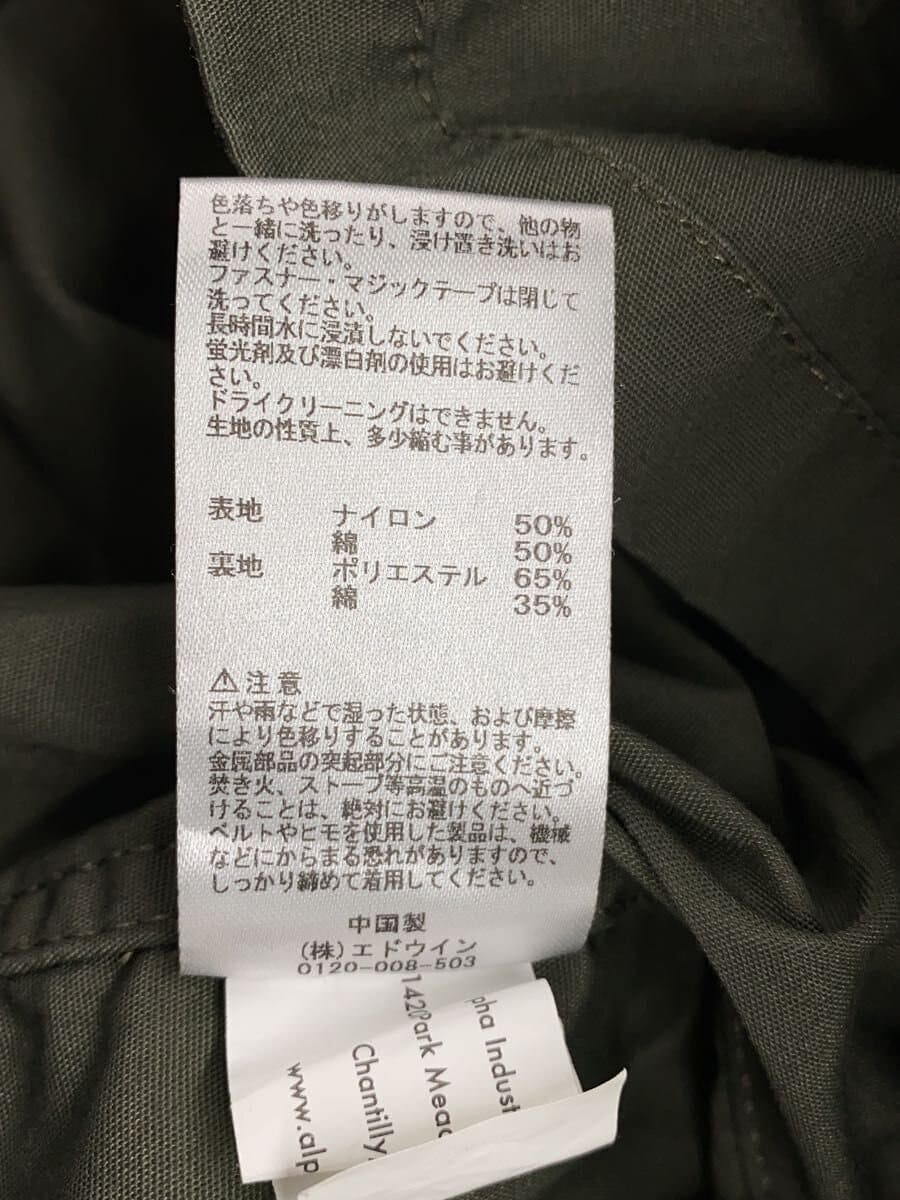 色落ちや色移りがしますので、他の物
と一緒に洗ったり、浸け置き洗いはお
避けください。
ファスナー・マジックテープは閉じて
洗ってください。
長時間水に浸漬しないでください。
蛍光剤及び漂白剤の使用はお避けくだ
さい。
ドライクリーニングはできません。
生地の性質上、多少縮む事があります。
表地 ナイロン 50%
綿 50%
裏地 ポリエステル 65%
綿 35%
⚠注意
汗や雨などで湿った状態、および摩擦
により色移りすることがあります。
金属部品の突起部分にご注意ください。
焚き火、ストーブ等高温のものへ近づ
けることは、絶対にお避けください。
ベルトやヒモを使用した製品は、機械
などにからまる恐れがありますので、
しっかり締めて着用してください。
中国製
(株)エドウイン
0120-008-503
pha Indust
Park Mead
Chantilly,
www.alp